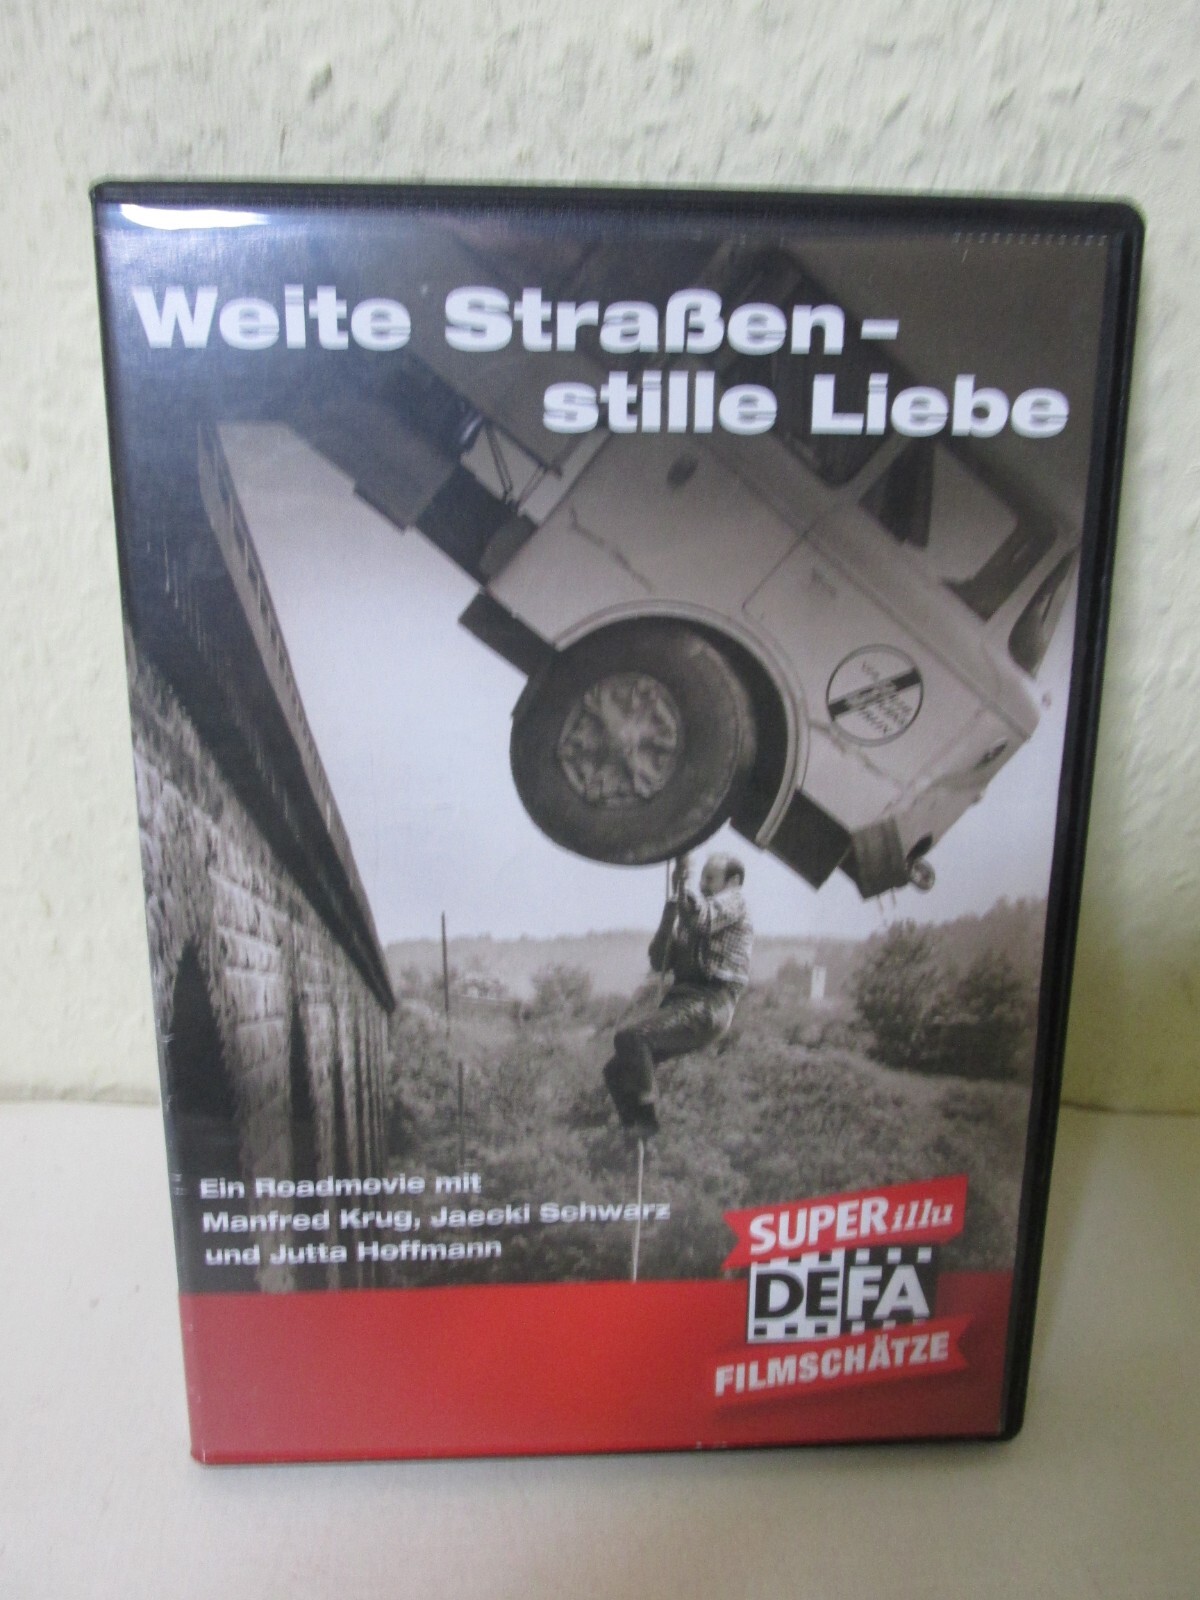 Weite Straßen –
stille Liebe
Ein Roadmovie mit
Manfred Krug, Jaecki Schwarz
und Jutta Hoffmann
SUPERillu
DEFA
FILMSCHÄTZE